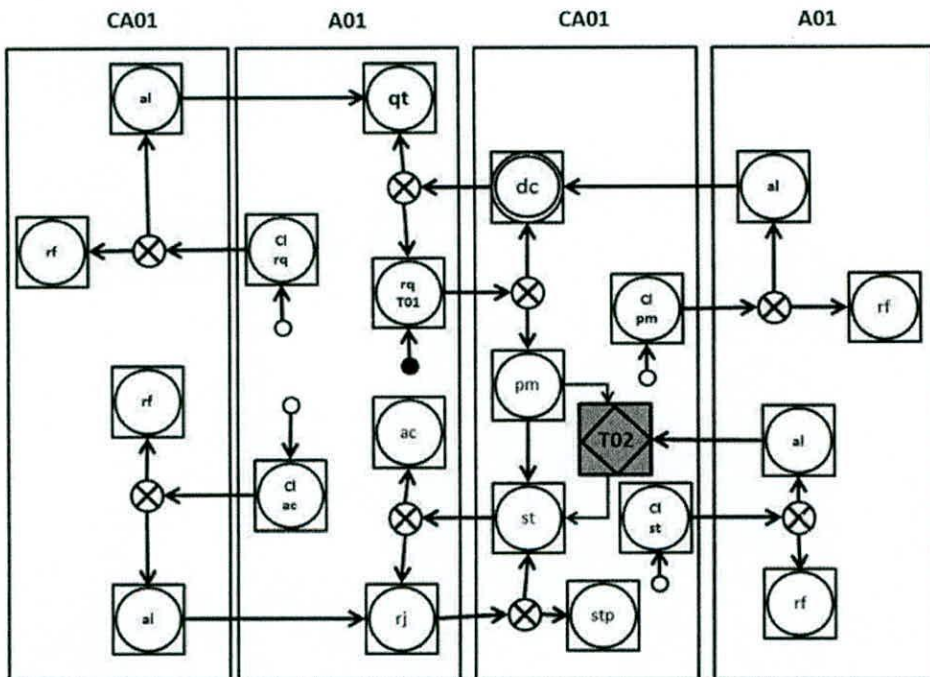 CA01 A01 CA01 A01
al
qt
dc
al
rf
Cl
rq
rq
T01
Cl
pm
rf
rf
pm
ac
T02
al
Cl
ac
st
Cl
st
al
rj
stp
rf